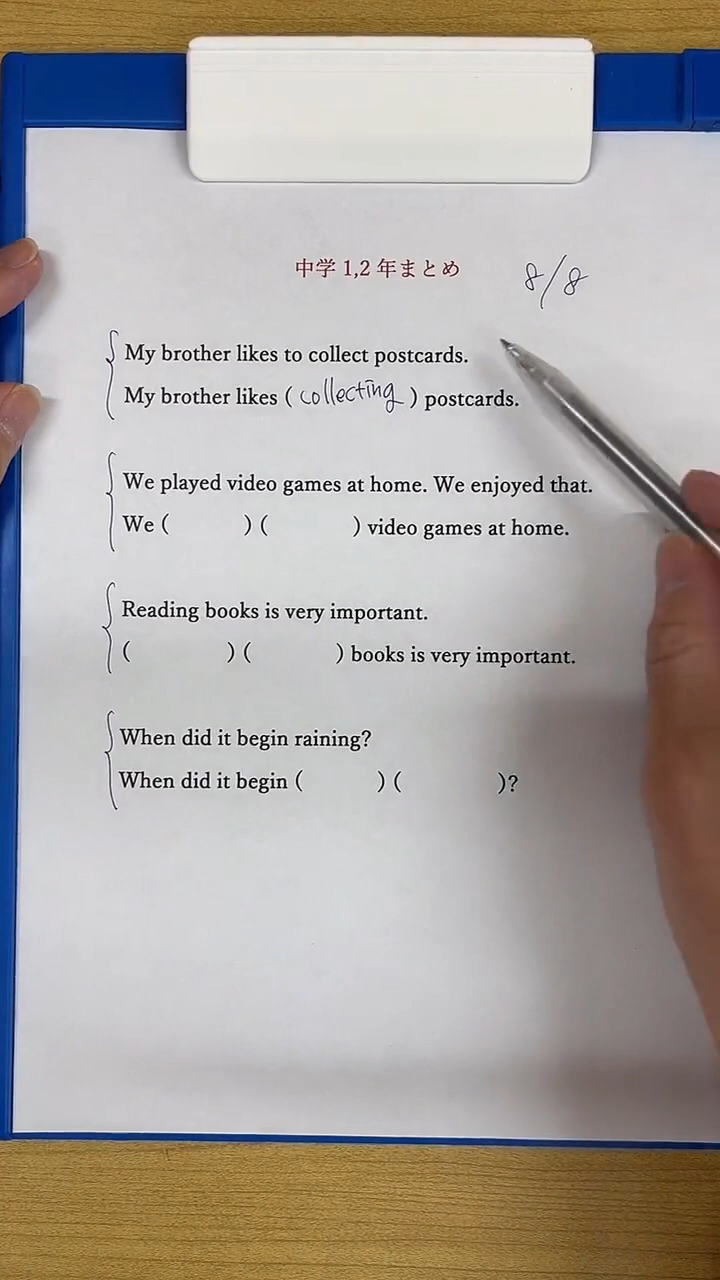 中学1,2年まとめ 8/8
My brother likes to collect postcards.
My brother likes ( collecting ) postcards.
We played video games at home. We enjoyed that.
We ( ) ( ) video games at home.
Reading books is very important.
( ) ( ) books is very important.
When did it begin raining?
When did it begin ( ) ( )?